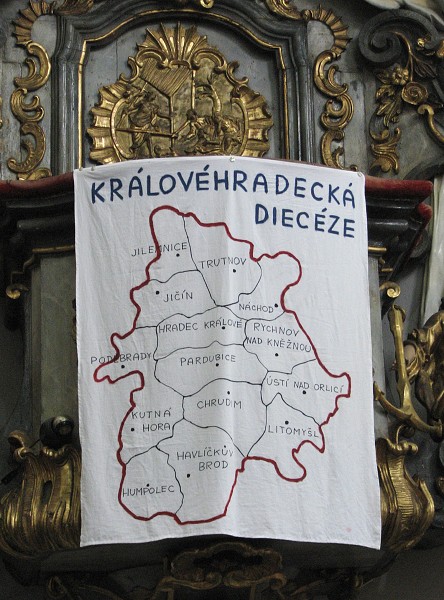 KRÁLOVÉHRADECKÁ
DIECÉZE
JILEMNICE
TRUTNOV
JIČÍN
NÁCHOD
HRADEC KRÁLOVÉ
RYCHNOV
NAD KNĚŽNOU
PODĚBRADY
PARDUBICE
ÚSTÍ NAD ORLICÍ
CHRUDIM
KUTNÁ
HORA
LITOMYŠL
HAVLÍČKŮV
BROD
HUMPOLEC